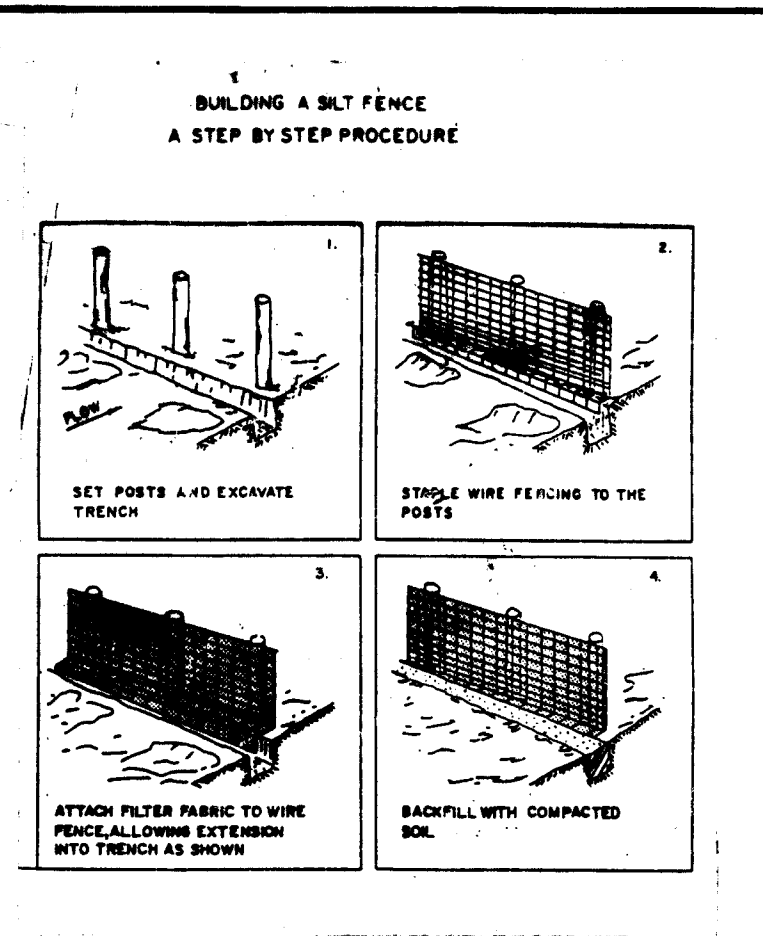 BUILDING A SILT FENCE
A STEP BY STEP PROCEDURE
1.
FLOW
SET POSTS AND EXCAVATE
TRENCH
2.
STAPLE WIRE FENCING TO THE
POSTS
3.
ATTACH FILTER FABRIC TO WIRE
FENCE, ALLOWING EXTENSION
INTO TRENCH AS SHOWN
4.
BACKFILL WITH COMPACTED
SOIL